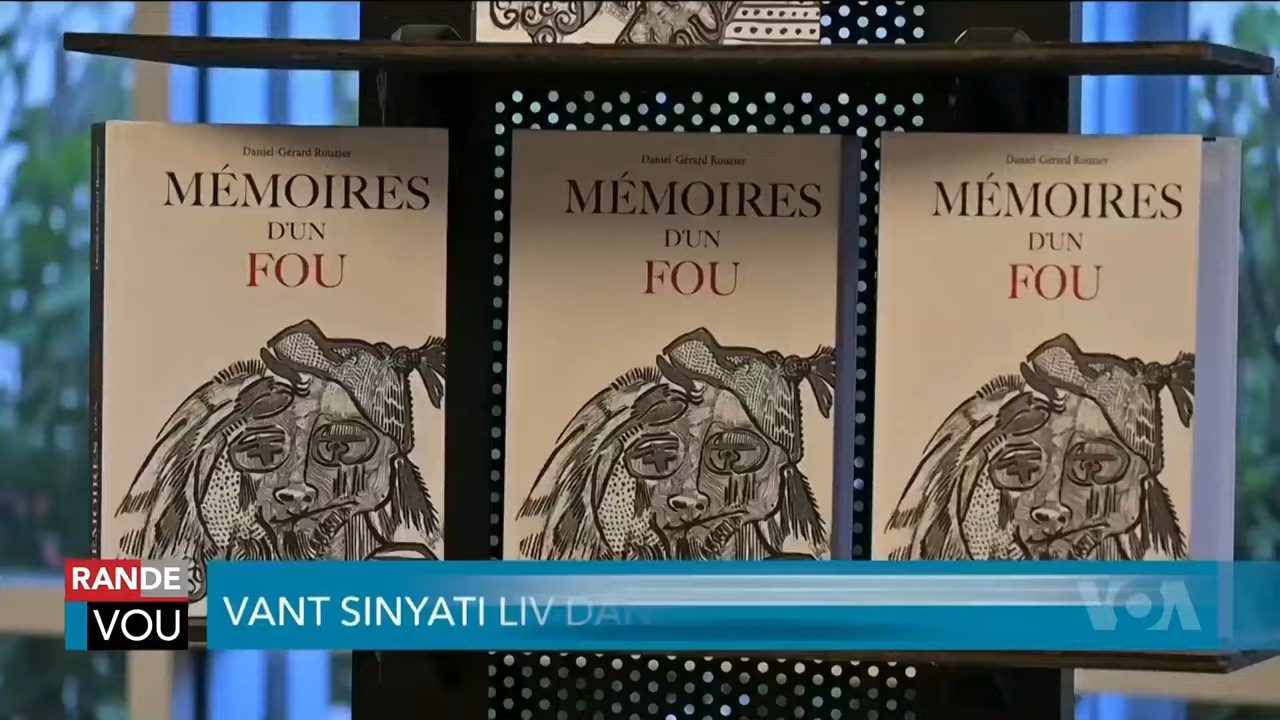 Daniel-Gérard Rouzier
MÉMOIRES
D'UN
FOU
Daniel-Gérard Rouzier
MÉMOIRES
D'UN
FOU
Daniel-Gérard Rouzier
MÉMOIRES
D'UN
FOU
RANDE
VOU
VANT SINYATI LIV DAN
VOA